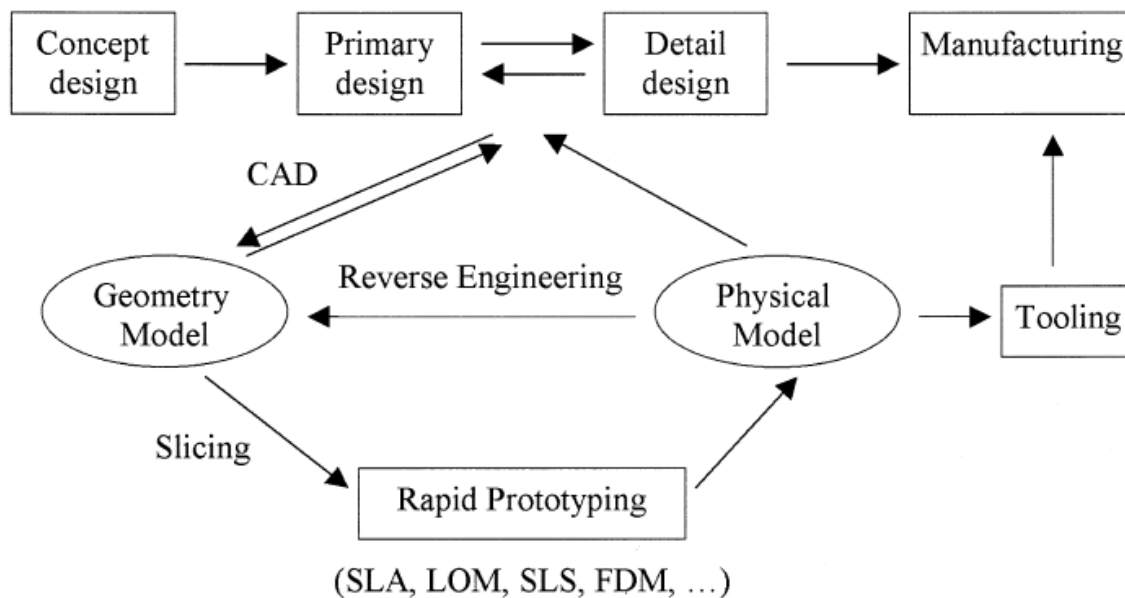 Concept
design
Primary
design
Detail
design
Manufacturing
CAD
Geometry
Model
Reverse Engineering
Physical
Model
Tooling
Slicing
Rapid Prototyping
(SLA, LOM, SLS, FDM, …)